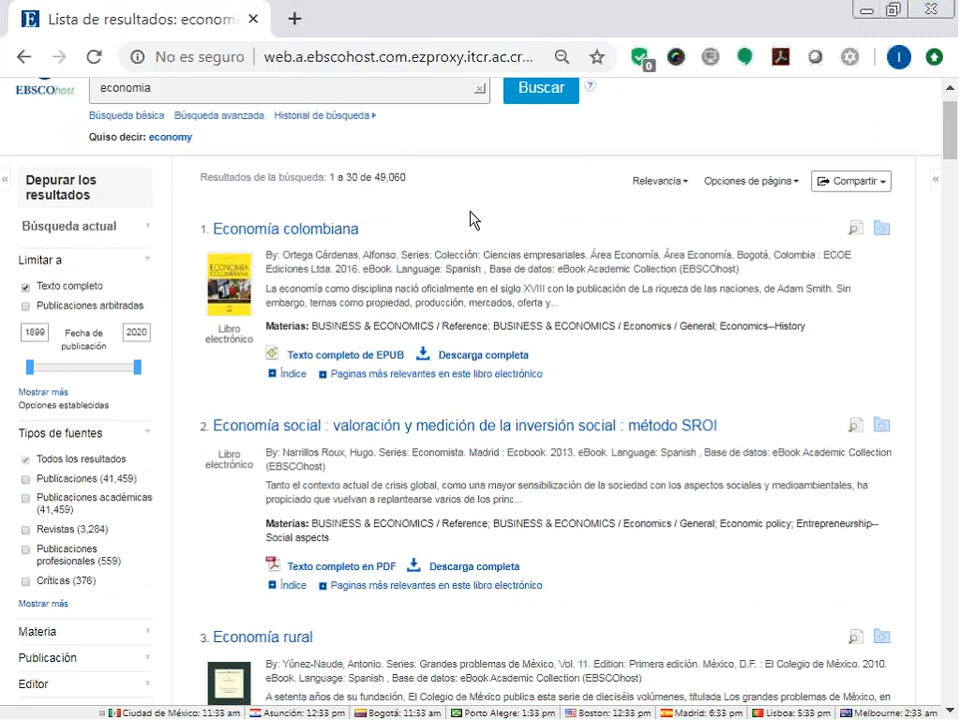 Lista de resultados: econom
No es seguro
web.a.ebscohost.com.ezproxy.itcr.ac.cr...
0
I
EBSCOhost
economia
Buscar
Búsqueda básica
Búsqueda avanzada
Historial de búsqueda
Quiso decir: economy
Depurar los
resultados
Búsqueda actual
Limitar a
Texto completo
Publicaciones arbitradas
1899
Fecha de
publicación
2020
Mostrar más
Opciones establecidas
Tipos de fuentes
Todos los resultados
Publicaciones (41,459)
Publicaciones académicas
(41,459)
Revistas (3,284)
Publicaciones
profesionales (559)
Críticas (376)
Mostrar más
Materia
Publicación
Editor
Resultados de la búsqueda: 1 a 30 de 49,060
Relevancia
Opciones de página
Compartir
1. Economía colombiana
Libro
electrónico
By: Ortega Cárdenas, Alfonso. Series: Colección: Ciencias empresariales. Área Economía, Área Economía. Bogotá, Colombia : ECOE
Ediciones Ltda. 2016. eBook. Language: Spanish , Base de datos: eBook Academic Collection (EBSCOhost)
La economía como disciplina nació oficialmente en el siglo XVIII con la publicación de La riqueza de las naciones, de Adam Smith. Sin
embargo, temas como propiedad, producción, mercados, oferta y...
Materias: BUSINESS & ECONOMICS / Reference; BUSINESS & ECONOMICS / Economics / General; Economics--History
Texto completo de EPUB
Descarga completa
Índice
Paginas más relevantes en este libro electrónico
2. Economía social : valoración y medición de la inversión social : método SROI
Libro
electrónico
By: Narrillos Roux, Hugo. Series: Economista. Madrid : Ecobook. 2013. eBook. Language: Spanish , Base de datos: eBook Academic Collection
(EBSCOhost)
Tanto el contexto actual de crisis global, como una mayor sensibilización de la sociedad con los aspectos sociales y medioambientales, ha
propiciado que vuelvan a replantearse varios de los princ...
Materias: BUSINESS & ECONOMICS / Reference; BUSINESS & ECONOMICS / Economics / General; Economic policy; Entrepreneurship--
Social aspects
Texto completo en PDF
Descarga completa
Índice
Paginas más relevantes en este libro electrónico
3. Economía rural
By: Yúnez-Naude, Antonio. Series: Grandes problemas de México, Vol. 11. Edition: Primera edición. México, D.F. : El Colegio de México. 2010.
eBook. Language: Spanish , Base de datos: eBook Academic Collection (EBSCOhost)
A setenta años de su fundación, El Colegio de México publica esta serie de dieciséis volúmenes, titulada Los grandes problemas de México, en
Ciudad de México: 11:33 am
Asunción: 12:33 pm
Bogotá: 11:33 am
Porto Alegre: 1:33 pm
Boston: 12:33 pm
Madrid: 6:33 pm
Lisboa: 5:33 pm
Melbourne: 2:33 am